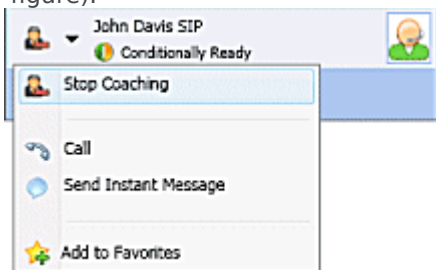 figure).
John Davis SIP
Conditionally Ready
Stop Coaching
Call
Send Instant Message
Add to Favorites